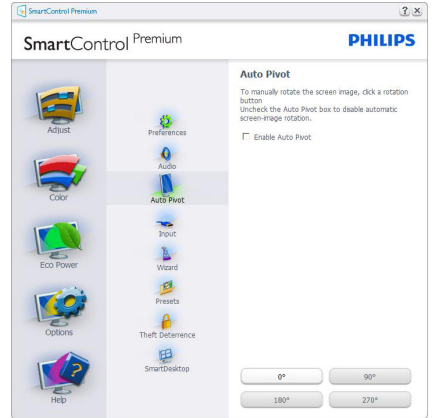 SmartControl Premium
SmartControl Premium
PHILIPS
Adjust
Color
Eco Power
Options
Help
Preferences
Audio
Auto Pivot
Input
Wizard
Presets
Theft Deterrence
SmartDesktop
Auto Pivot
To manually rotate the screen image, click a rotation
button
Uncheck the Auto Pivot box to disable automatic
screen-image rotation.
Enable Auto Pivot
0°
90°
180°
270°